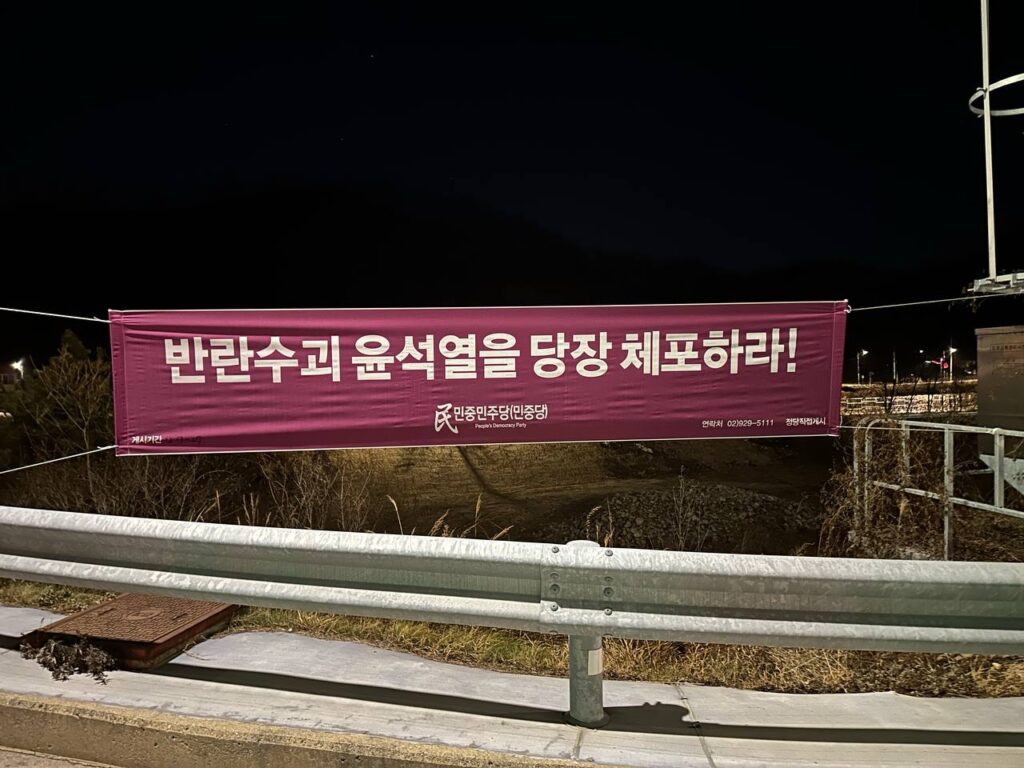 반란수괴 윤석열을 당장 체포하라!
民 민중민주당(민중당)
People's Democracy Party
게시기간
연락처 02)929-5111 정당직접게시